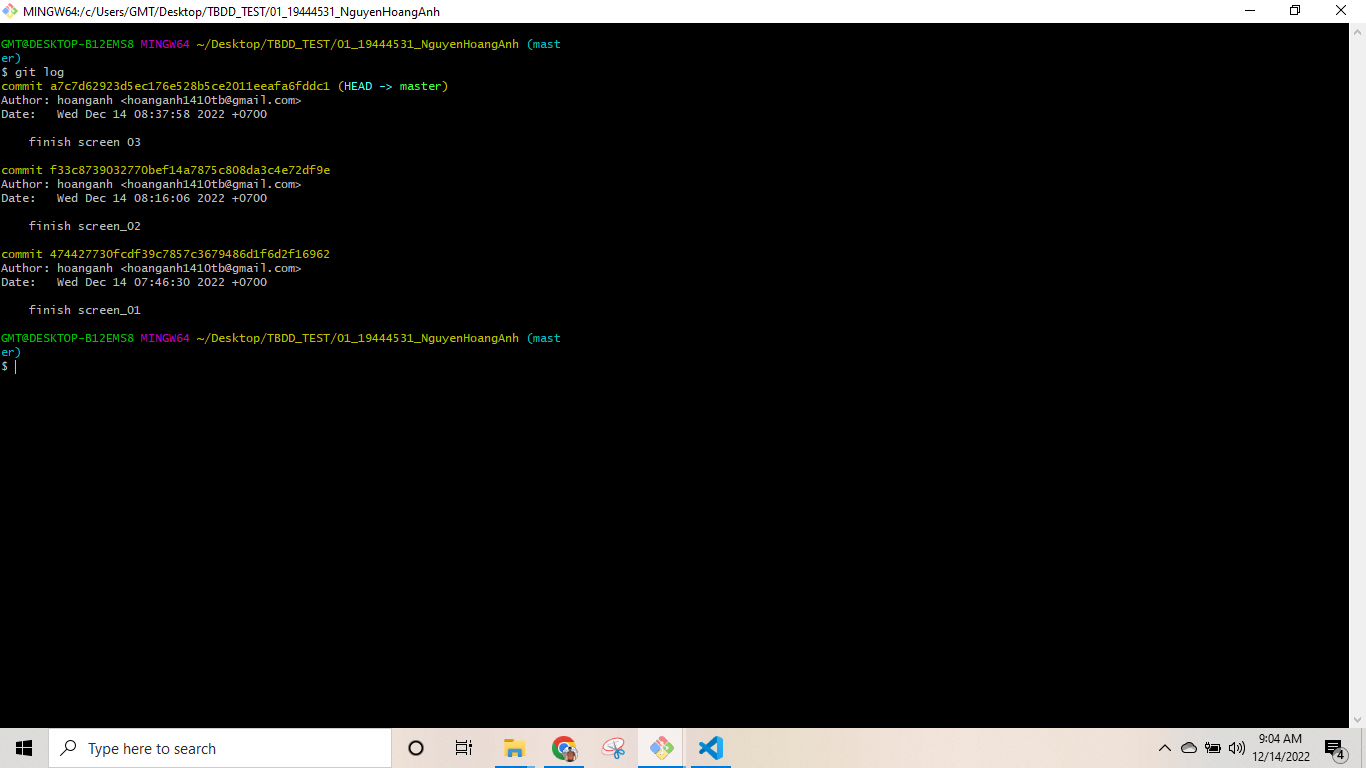 MINGW64:/c/Users/GMT/Desktop/TBDD_TEST/01_19444531_NguyenHoangAnh
GMT@DESKTOP-B12EMS8 MINGW64 ~/Desktop/TBDD_TEST/01_19444531_NguyenHoangAnh (mast
er)
$ git log
commit a7c7d62923d5ec176e528b5ce2011eeafa6fddc1 (HEAD -> master)
Author: hoanganh <hoanganh1410tb@gmail.com>
Date:   Wed Dec 14 08:37:58 2022 +0700
finish screen 03
commit f33c8739032770bef14a7875c808da3c4e72df9e
Author: hoanganh <hoanganh1410tb@gmail.com>
Date:   Wed Dec 14 08:16:06 2022 +0700
finish screen_02
commit 474427730fcdf39c7857c3679486d1f6d2f16962
Author: hoanganh <hoanganh1410tb@gmail.com>
Date:   Wed Dec 14 07:46:30 2022 +0700
finish screen_01
GMT@DESKTOP-B12EMS8 MINGW64 ~/Desktop/TBDD_TEST/01_19444531_NguyenHoangAnh (mast
er)
$
Type here to search
9:04 AM
12/14/2022
4